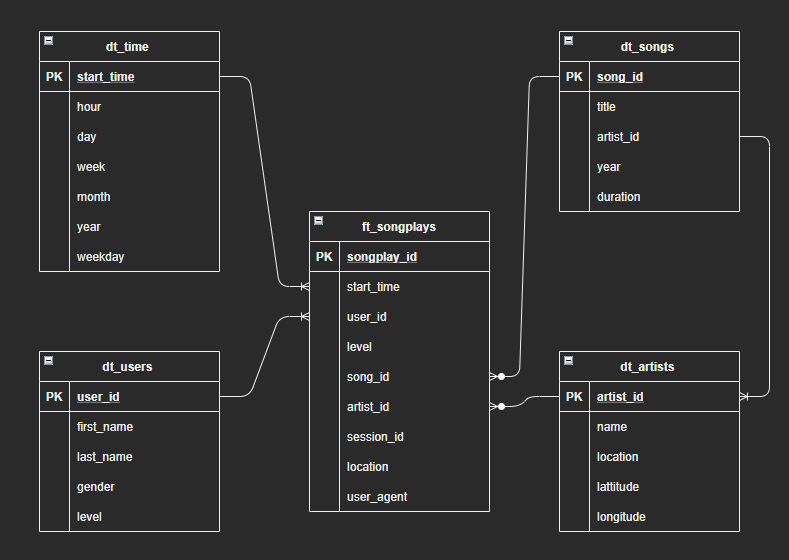 dt_time
PK start_time
hour
day
week
month
year
weekday
dt_songs
PK song_id
title
artist_id
year
duration
ft_songplays
PK songplay_id
start_time
user_id
level
song_id
artist_id
session_id
location
user_agent
dt_users
PK user_id
first_name
last_name
gender
level
dt_artists
PK artist_id
name
location
lattitude
longitude